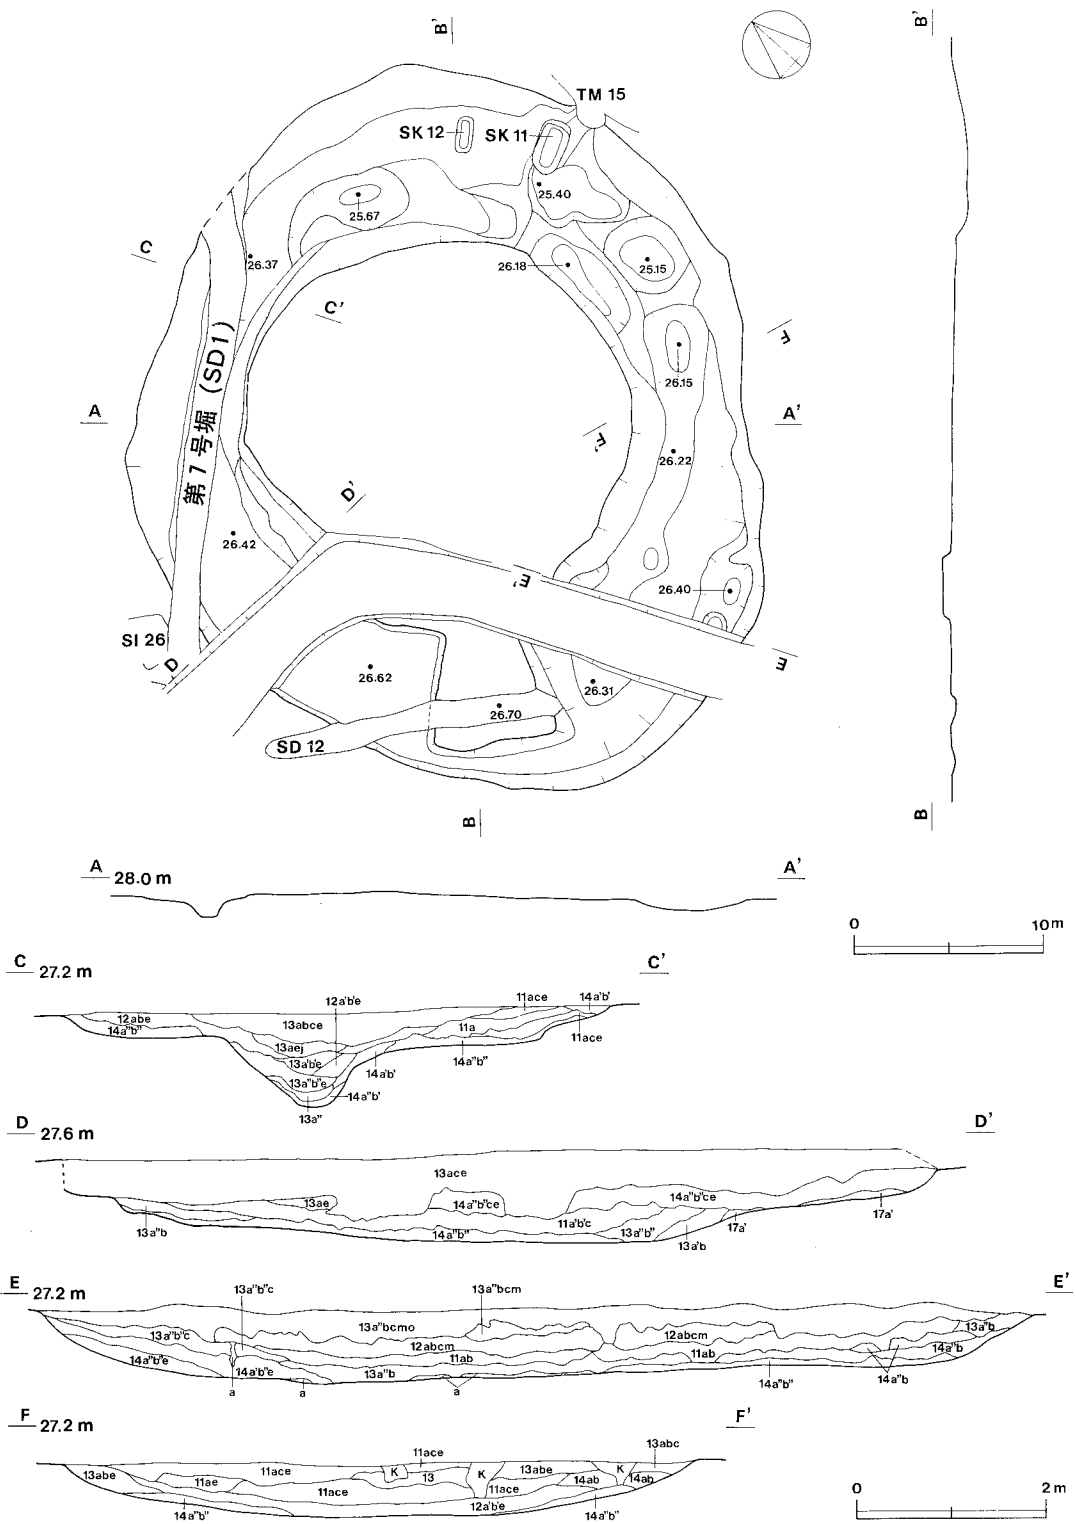 B'
B'
TM 15
SK 12
SK 11
25.40
25.67
C
26.37
26.18
25.15
C'
F
26.15
第1号堀 (SD1)
A
A'
F'
26.22
D'
26.42
E'
26.40
SI 26
D
E
26.62
26.31
26.70
SD 12
B
B
A 28.0 m
A'
0 10m
C 27.2 m
C'
12a'b'e 11ace 14a'b'
12abe 13abce 11a
14a"b" 13aej 11ace
13a'b'e 14a'b' 14a"b"
13a"b"e 14a"b'
13a"
D 27.6 m
D'
13ace
13ae 14a"b"ce 14a"b"ce
11a'b'c 17a'
13a"b 14a"b" 13a"b" 13a'b 17a'
E 27.2 m
E'
13a"b"c 13a"bcm
13a"b"c 13a"bcmo 12abcm 13a"b
12abcm 11ab 14a"b
14a"b"e 14a'b'e 13a"b 11ab
a a a 14a"b" 14a"b
F 27.2 m
F'
11ace 13abc
13abe 11ace K 13 K 13abe K
11ae 11ace 11ace 14ab 14ab
14a"b" 12a'b'e 14a"b"
0 2 m